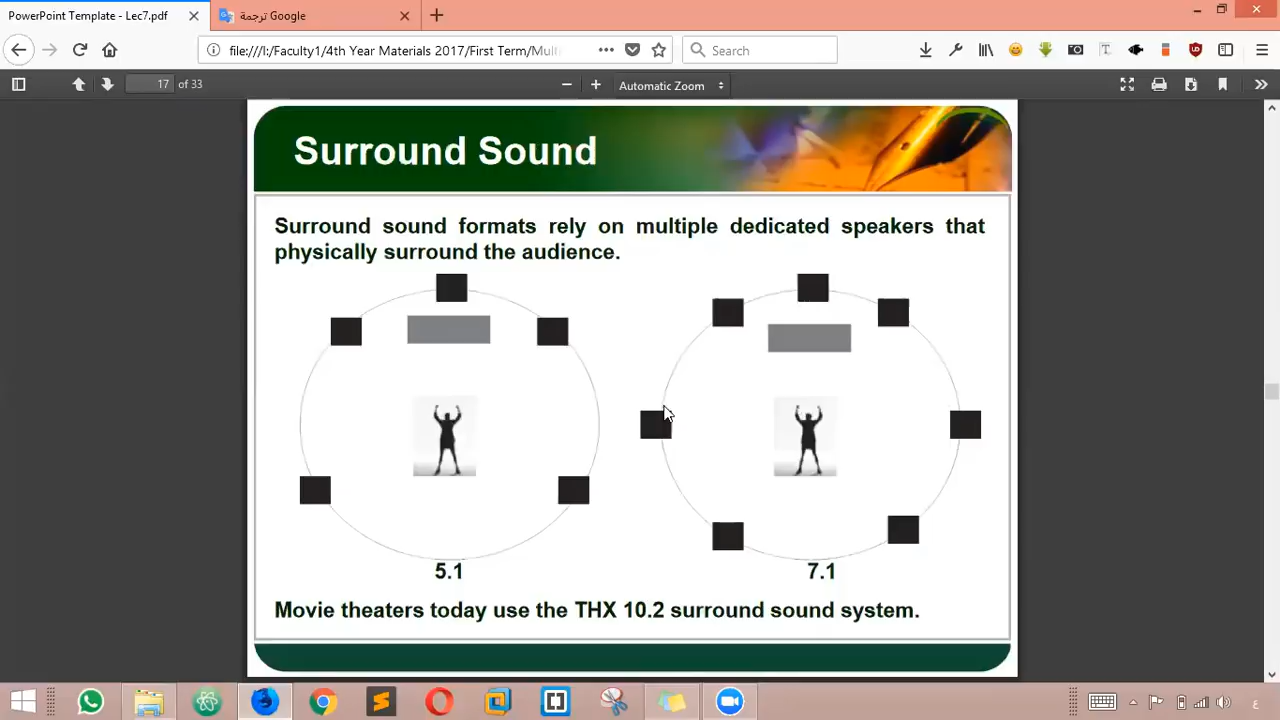 PowerPoint Template - Lec7.pdf
ترجمة Google
file:///I:/Faculty1/4th Year Materials 2017/First Term/Mult
Search
17 of 33
Automatic Zoom
Surround Sound
Surround sound formats rely on multiple dedicated speakers that
physically surround the audience.
5.1
7.1
Movie theaters today use the THX 10.2 surround sound system.
ع